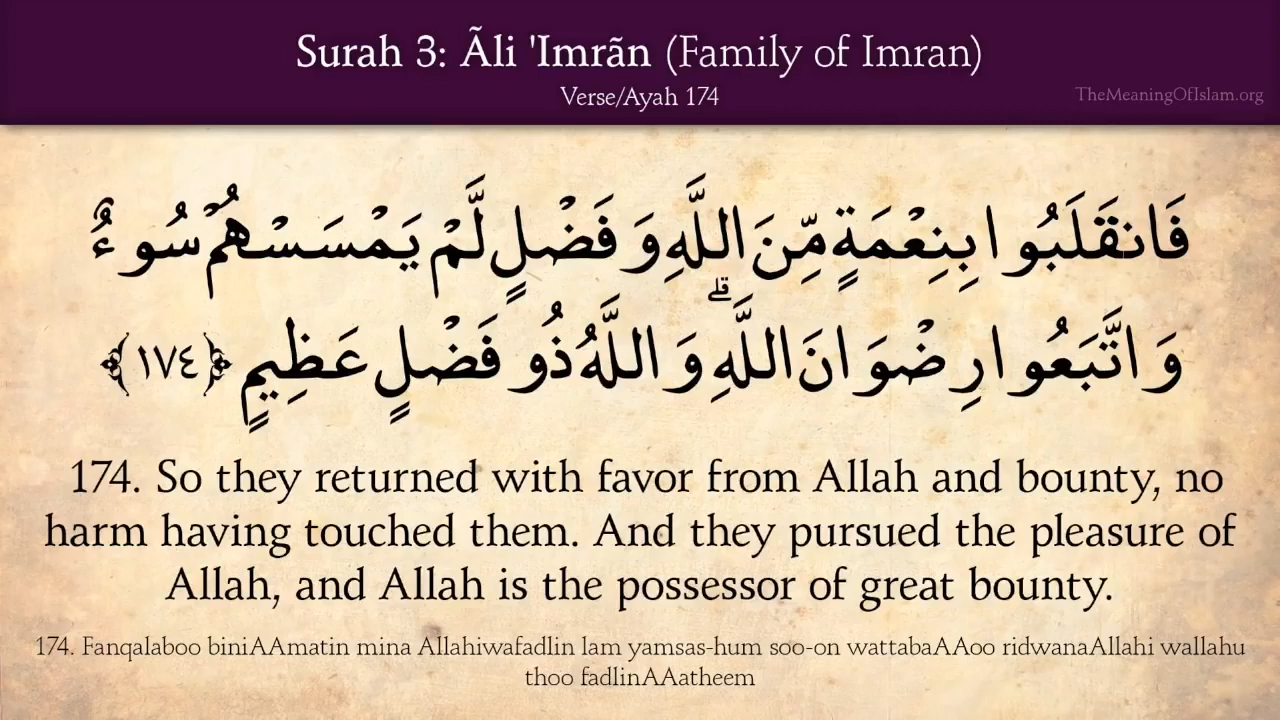 Surah 3: Ãli 'Imrãn (Family of Imran)
Verse/Ayah 174
TheMeaningOfIslam.org
فَانقَلَبُوا بِنِعْمَةٍ مِّنَ اللَّهِ وَفَضْلٍ لَّمْ يَمْسَسْهُمْ سُوءٌ
وَاتَّبَعُوا رِضْوَانَ اللَّهِ ۗ وَاللَّهُ ذُو فَضْلٍ عَظِيمٍ ﴿١٧٤﴾
174. So they returned with favor from Allah and bounty, no
harm having touched them. And they pursued the pleasure of
Allah, and Allah is the possessor of great bounty.
174. Fanqalaboo biniAAmatin mina Allahiwafadlin lam yamsas-hum soo-on wattabaAAoo ridwanaAllahi wallahu
thoo fadlinAAatheem